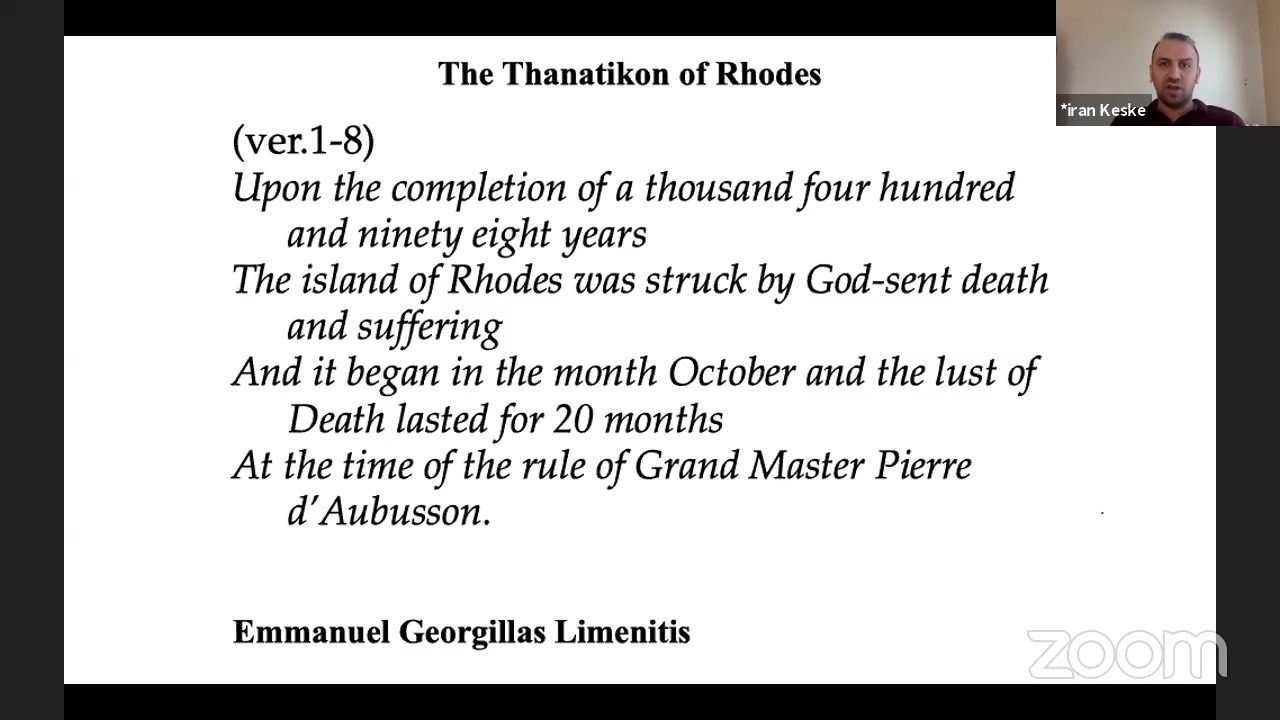 The Thanatikon of Rhodes
*iran Keske
(ver.1-8)
Upon the completion of a thousand four hundred
and ninety eight years
The island of Rhodes was struck by God-sent death
and suffering
And it began in the month October and the lust of
Death lasted for 20 months
At the time of the rule of Grand Master Pierre
d’Aubusson.
Emmanuel Georgillas Limenitis
zoom